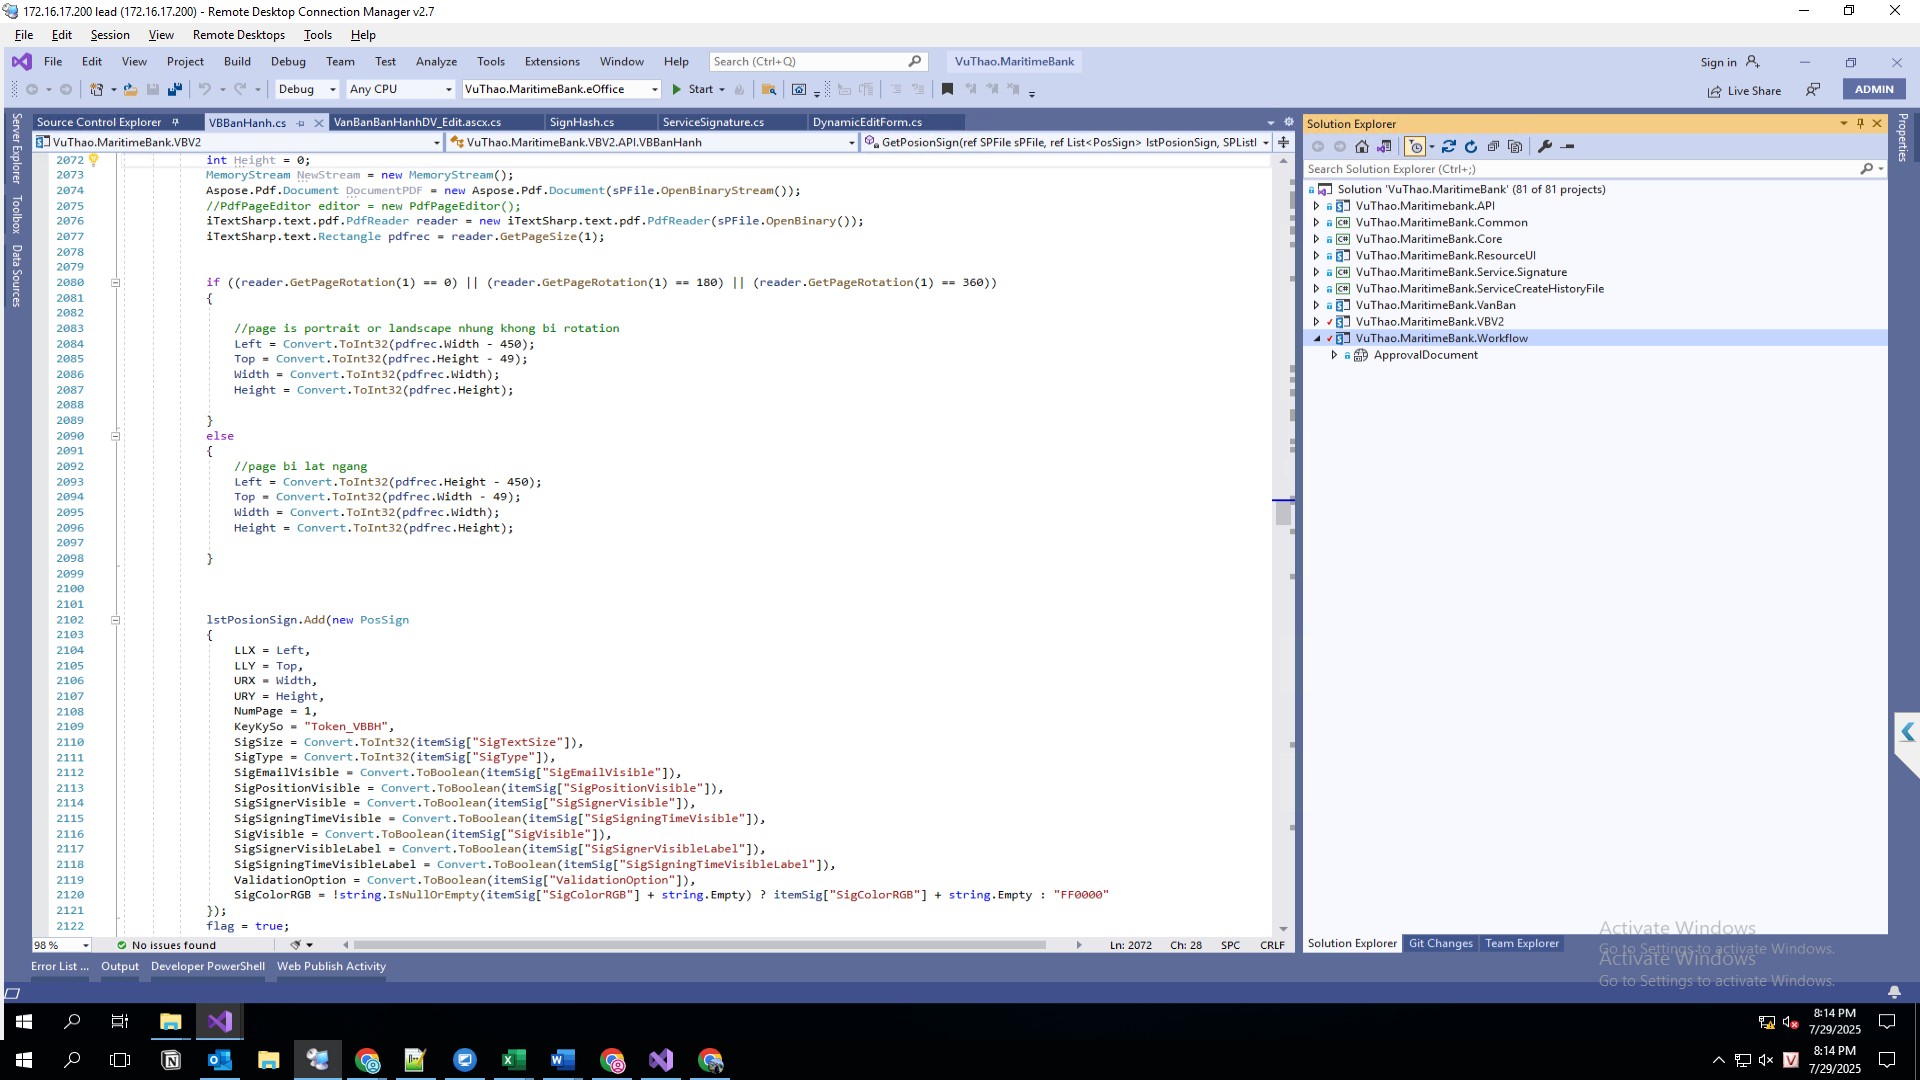 172.16.17.200 lead (172.16.17.200) - Remote Desktop Connection Manager v2.7
File Edit Session View Remote Desktops Tools Help
File Edit View Project Build Debug Team Test Analyze Tools Extensions Window Help Search (Ctrl+Q) VuThao.MaritimeBank Sign in
Debug Any CPU VuThao.MaritimeBank.eOffice Start Live Share ADMIN
Source Control Explorer VBBanHanh.cs VanBanBanHanhDV_Edit.ascx.cs SignHash.cs ServiceSignature.cs DynamicEditForm.cs
VuThao.MaritimeBank.VBV2 VuThao.MaritimeBank.VBV2.API.VBBanHanh GetPosionSign(ref SPFile sPFile, ref List<PosSign> lstPosionSign, SPListI
Server Explorer
Toolbox
Data Sources
2072 int Height = 0;
2073 MemoryStream NewStream = new MemoryStream();
2074 Aspose.Pdf.Document DocumentPDF = new Aspose.Pdf.Document(sPFile.OpenBinaryStream());
2075 //PdfPageEditor editor = new PdfPageEditor();
2076 iTextSharp.text.pdf.PdfReader reader = new iTextSharp.text.pdf.PdfReader(sPFile.OpenBinary());
2077 iTextSharp.text.Rectangle pdfrec = reader.GetPageSize(1);
2078
2079
2080 if ((reader.GetPageRotation(1) == 0) || (reader.GetPageRotation(1) == 180) || (reader.GetPageRotation(1) == 360))
2081 {
2082
2083 //page is portrait or landscape nhung khong bi rotation
2084 Left = Convert.ToInt32(pdfrec.Width - 450);
2085 Top = Convert.ToInt32(pdfrec.Height - 49);
2086 Width = Convert.ToInt32(pdfrec.Width);
2087 Height = Convert.ToInt32(pdfrec.Height);
2088
2089 }
2090 else
2091 {
2092 //page bi lat ngang
2093 Left = Convert.ToInt32(pdfrec.Height - 450);
2094 Top = Convert.ToInt32(pdfrec.Width - 49);
2095 Width = Convert.ToInt32(pdfrec.Width);
2096 Height = Convert.ToInt32(pdfrec.Height);
2097
2098 }
2099
2100
2101
2102 lstPosionSign.Add(new PosSign
2103 {
2104 LLX = Left,
2105 LLY = Top,
2106 URX = Width,
2107 URY = Height,
2108 NumPage = 1,
2109 KeyKySo = "Token_VBBH",
2110 SigSize = Convert.ToInt32(itemSig["SigTextSize"]),
2111 SigType = Convert.ToInt32(itemSig["SigType"]),
2112 SigEmailVisible = Convert.ToBoolean(itemSig["SigEmailVisible"]),
2113 SigPositionVisible = Convert.ToBoolean(itemSig["SigPositionVisible"]),
2114 SigSignerVisible = Convert.ToBoolean(itemSig["SigSignerVisible"]),
2115 SigSigningTimeVisible = Convert.ToBoolean(itemSig["SigSigningTimeVisible"]),
2116 SigVisible = Convert.ToBoolean(itemSig["SigVisible"]),
2117 SigSignerVisibleLabel = Convert.ToBoolean(itemSig["SigSignerVisibleLabel"]),
2118 SigSigningTimeVisibleLabel = Convert.ToBoolean(itemSig["SigSigningTimeVisibleLabel"]),
2119 ValidationOption = Convert.ToBoolean(itemSig["ValidationOption"]),
2120 SigColorRGB = !string.IsNullOrEmpty(itemSig["SigColorRGB"] + string.Empty) ? itemSig["SigColorRGB"] + string.Empty : "FF0000"
2121 });
2122 flag = true;
98 % No issues found Ln: 2072 Ch: 28 SPC CRLF
Error List ... Output Developer PowerShell Web Publish Activity
Solution Explorer
Search Solution Explorer (Ctrl+;)
Solution 'VuThao.MaritimeBank' (81 of 81 projects)
VuThao.Maritimebank.API
VuThao.MaritimeBank.Common
VuThao.MaritimeBank.Core
VuThao.MaritimeBank.ResourceUI
VuThao.MaritimeBank.Service.Signature
VuThao.MaritimeBank.ServiceCreateHistoryFile
VuThao.MaritimeBank.VanBan
VuThao.MaritimeBank.VBV2
VuThao.MaritimeBank.Workflow
ApprovalDocument
Solution Explorer Git Changes Team Explorer
Properties
Activate Windows
Go to Settings to activate Windows.
Activate Windows
Go to Settings to activate Windows.
8:14 PM
7/29/2025
8:14 PM
7/29/2025